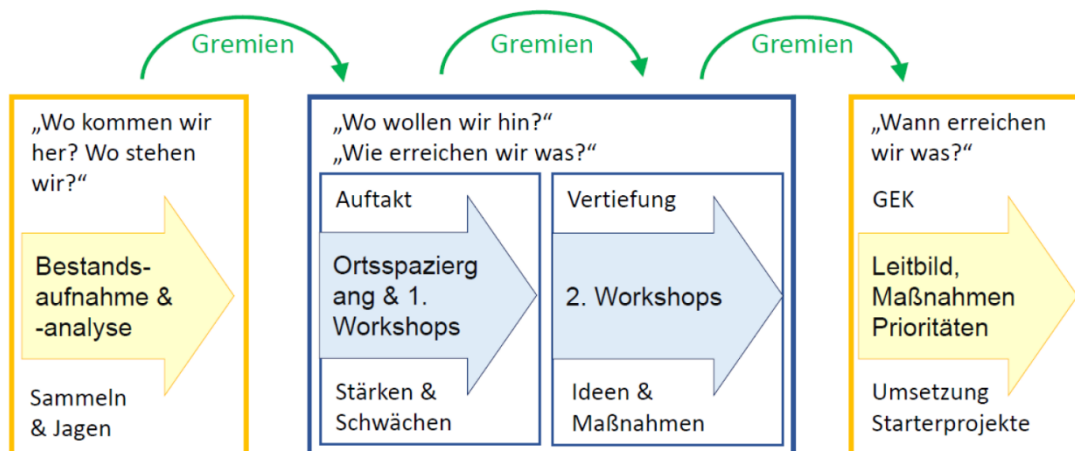 Gremien
Gremien
Gremien
„Wo kommen wir
her? Wo stehen
wir?“
Bestands-
aufnahme &
-analyse
Sammeln
& Jagen
„Wo wollen wir hin?“
„Wie erreichen wir was?“
Auftakt
Ortsspazierg
ang & 1.
Workshops
Stärken &
Schwächen
Vertiefung
2. Workshops
Ideen &
Maßnahmen
„Wann erreichen
wir was?“
GEK
Leitbild,
Maßnahmen
Prioritäten
Umsetzung
Starterprojekte